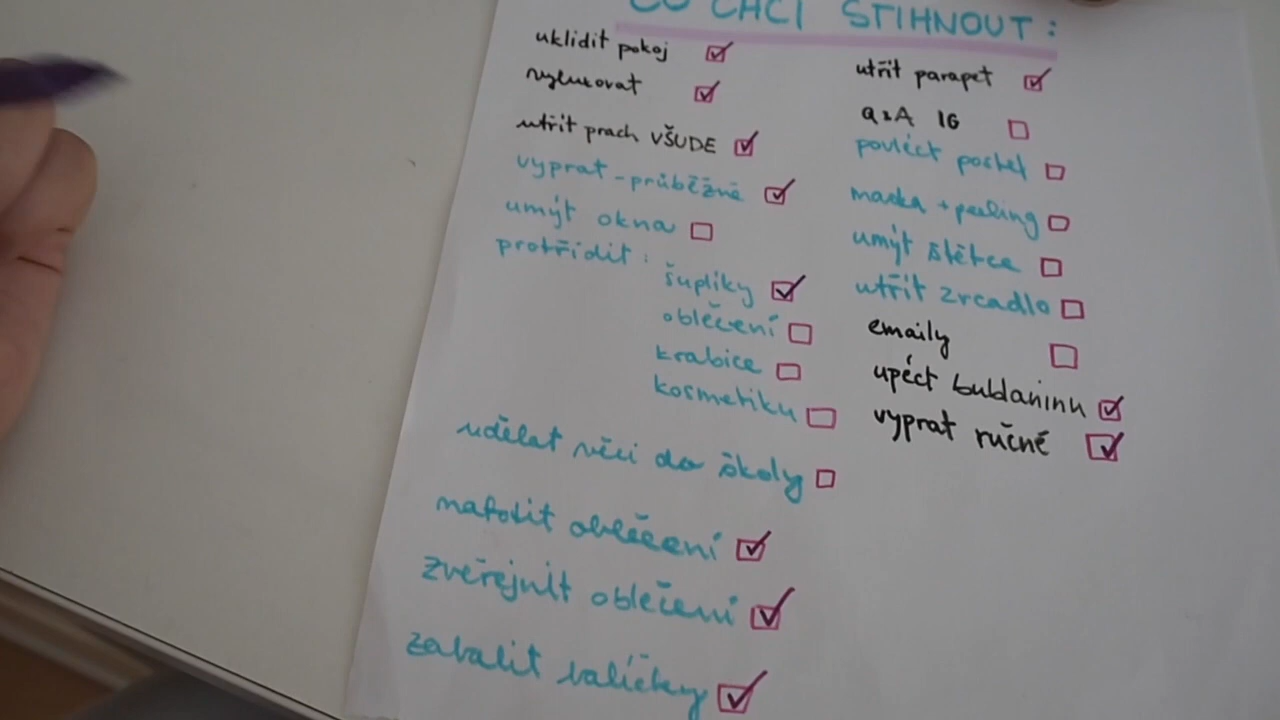 CO CHCI STIHNOUT:
uklidit pokoj
vyluxovat
utřít prach VŠUDE
vyprat - průběžně
umýt okna
protřídit:
šuplíky
oblečení
krabice
kosmetiku
udělat věci do školy
nafotit oblečení
zveřejnit oblečení
zabalit balíčky
utřít parapet
Q&A IG
povléct postel
maska + peeling
umýt štětce
utřít zrcadlo
emaily
upéct bublaninu
vyprat ručně